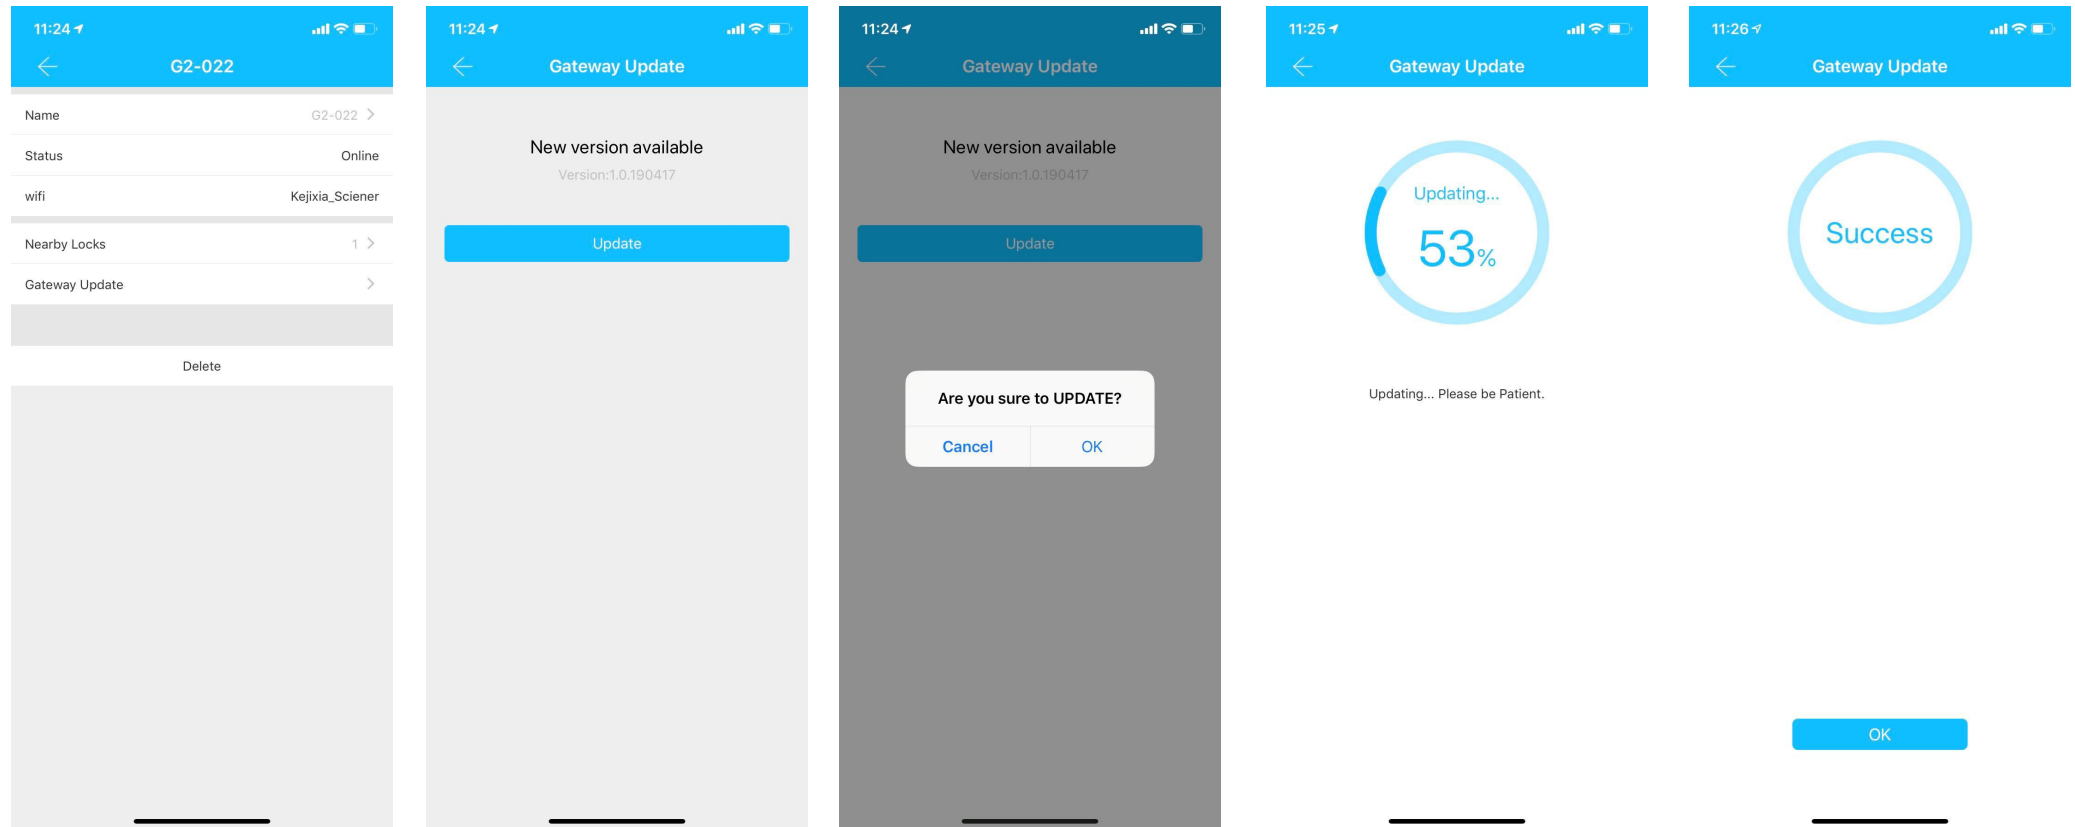 11:24
G2-022
Name G2-022
Status Online
wifi Kejixia_Sciener
Nearby Locks 1
Gateway Update
Delete
11:24
Gateway Update
New version available
Version:1.0.190417
Update
11:24
Gateway Update
New version available
Version:1.0.190417
Update
Are you sure to UPDATE?
Cancel OK
11:25
Gateway Update
Updating...
53%
Updating... Please be Patient.
11:26
Gateway Update
Success
OK